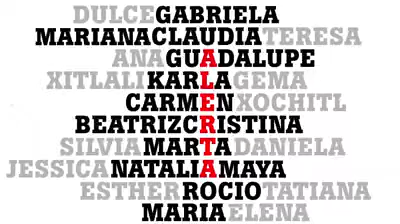 DULCEGABRIELA
MARIANACLAUDIATERESA
ANAGUADALUPE
XITLALIKARLAGEMA
CARMENXOCHITL
BEATRIZCRISTINA
SILVIAMARTADANIELA
JESSICANATALIAMAYA
ESTHERROCIOTATIANA
MARIAELENA